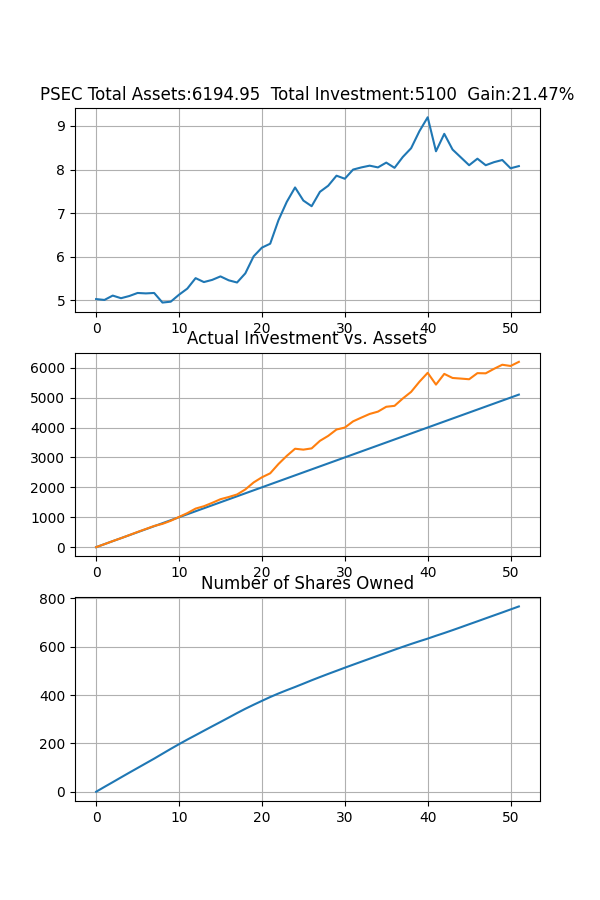 PSEC Total Assets:6194.95  Total Investment:5100  Gain:21.47%
9
8
7
6
5
0 10 20 30 40 50
Actual Investment vs. Assets
6000
5000
4000
3000
2000
1000
0
0 10 20 30 40 50
Number of Shares Owned
800
600
400
200
0
0 10 20 30 40 50